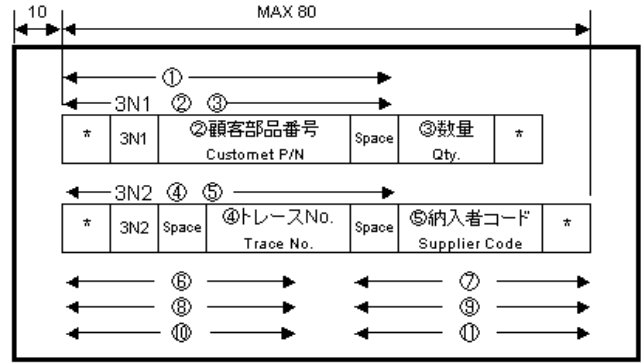 10 MAX 80
①
3N1 ② ③
* 3N1 ②顧客部品番号 Space ③数量 *
Customet P/N Qty.
3N2 ④ ⑤
* 3N2 Space ④トレースNo. Space ⑤納入者コード *
Trace No. Supplier Code
⑥ ⑦
⑧ ⑨
⑩ ⑪